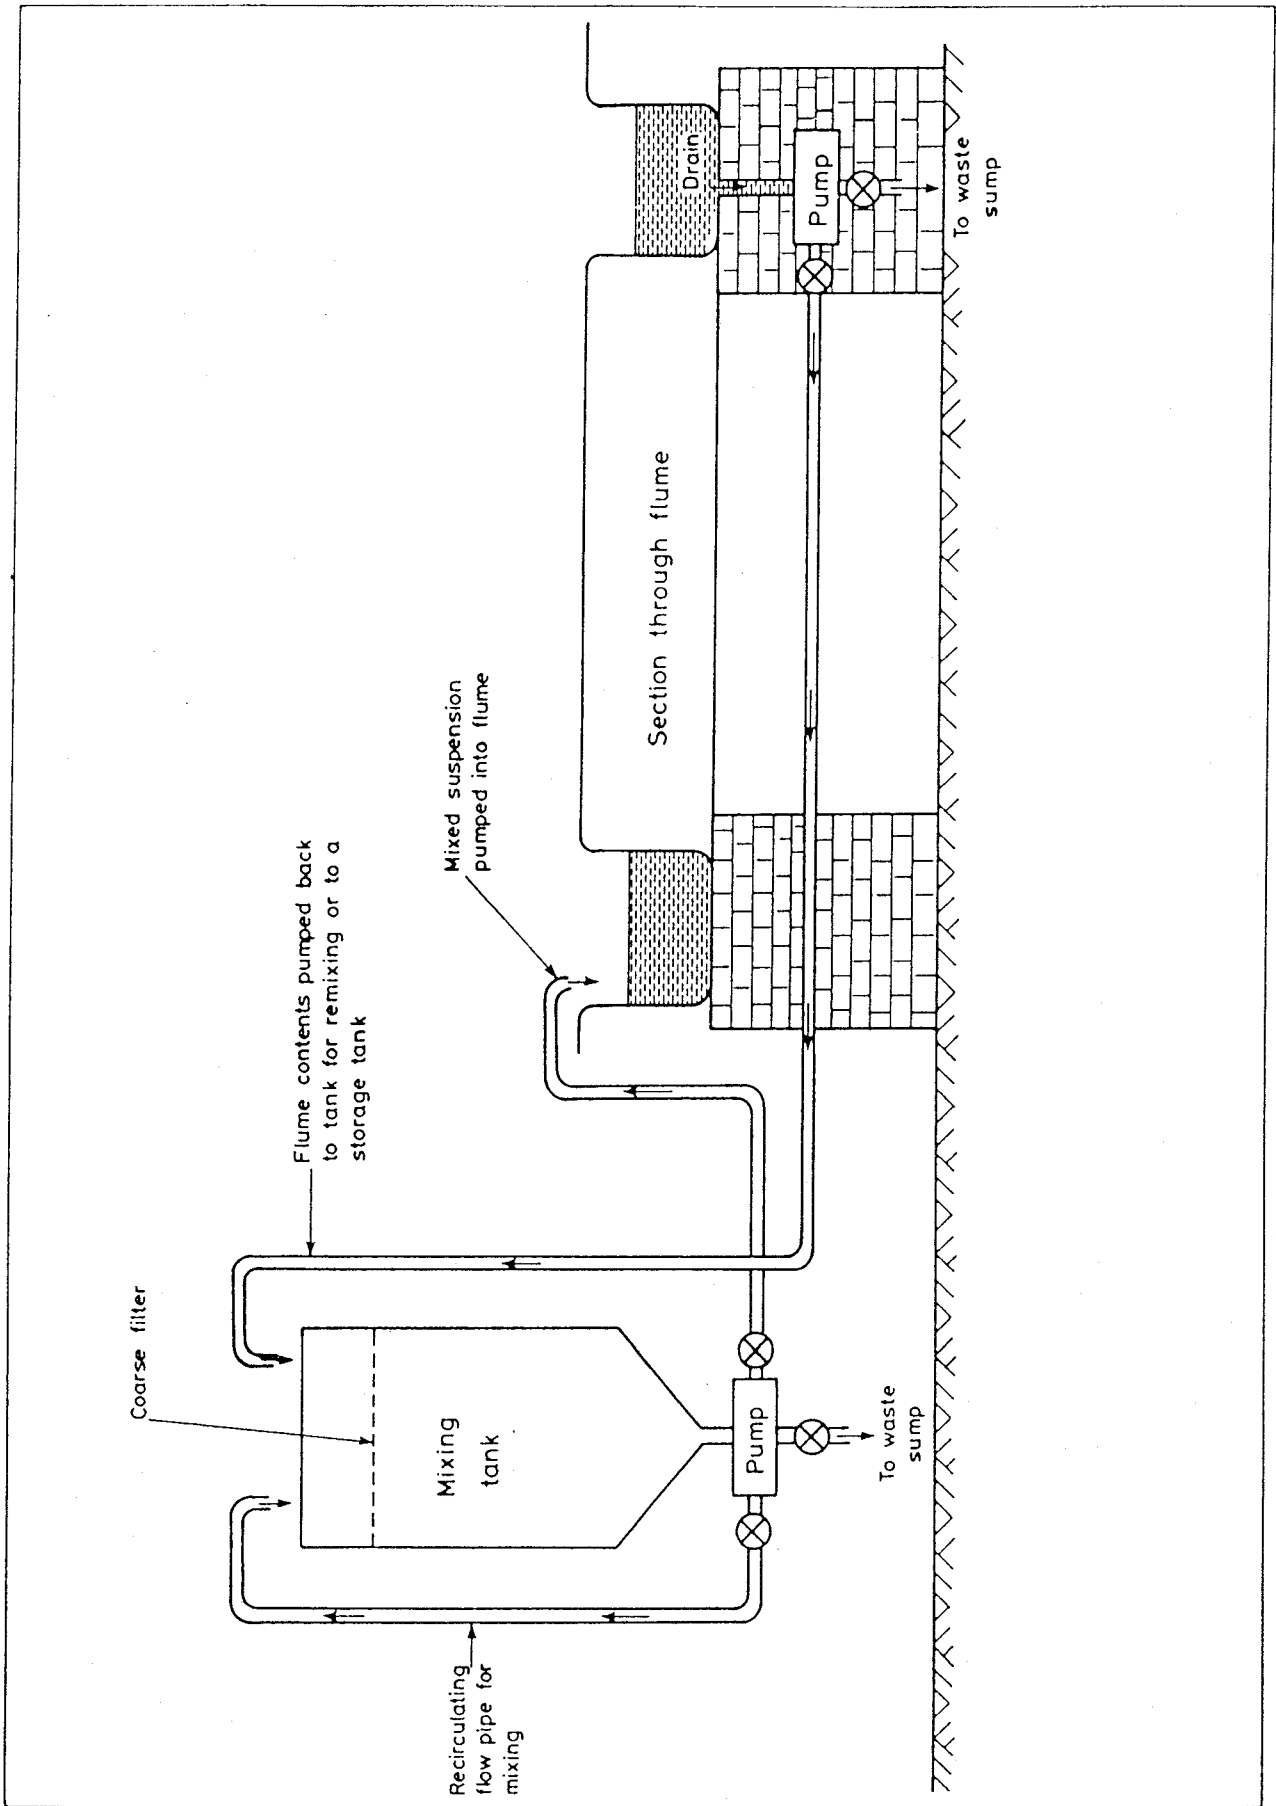 Recirculating
flow pipe for
mixing
Coarse filter
Mixing
tank
Pump
To waste
sump
Flume contents pumped back
to tank for remixing or to a
storage tank
Mixed suspension
pumped into flume
Section through flume
Drain
Pump
To waste
sump